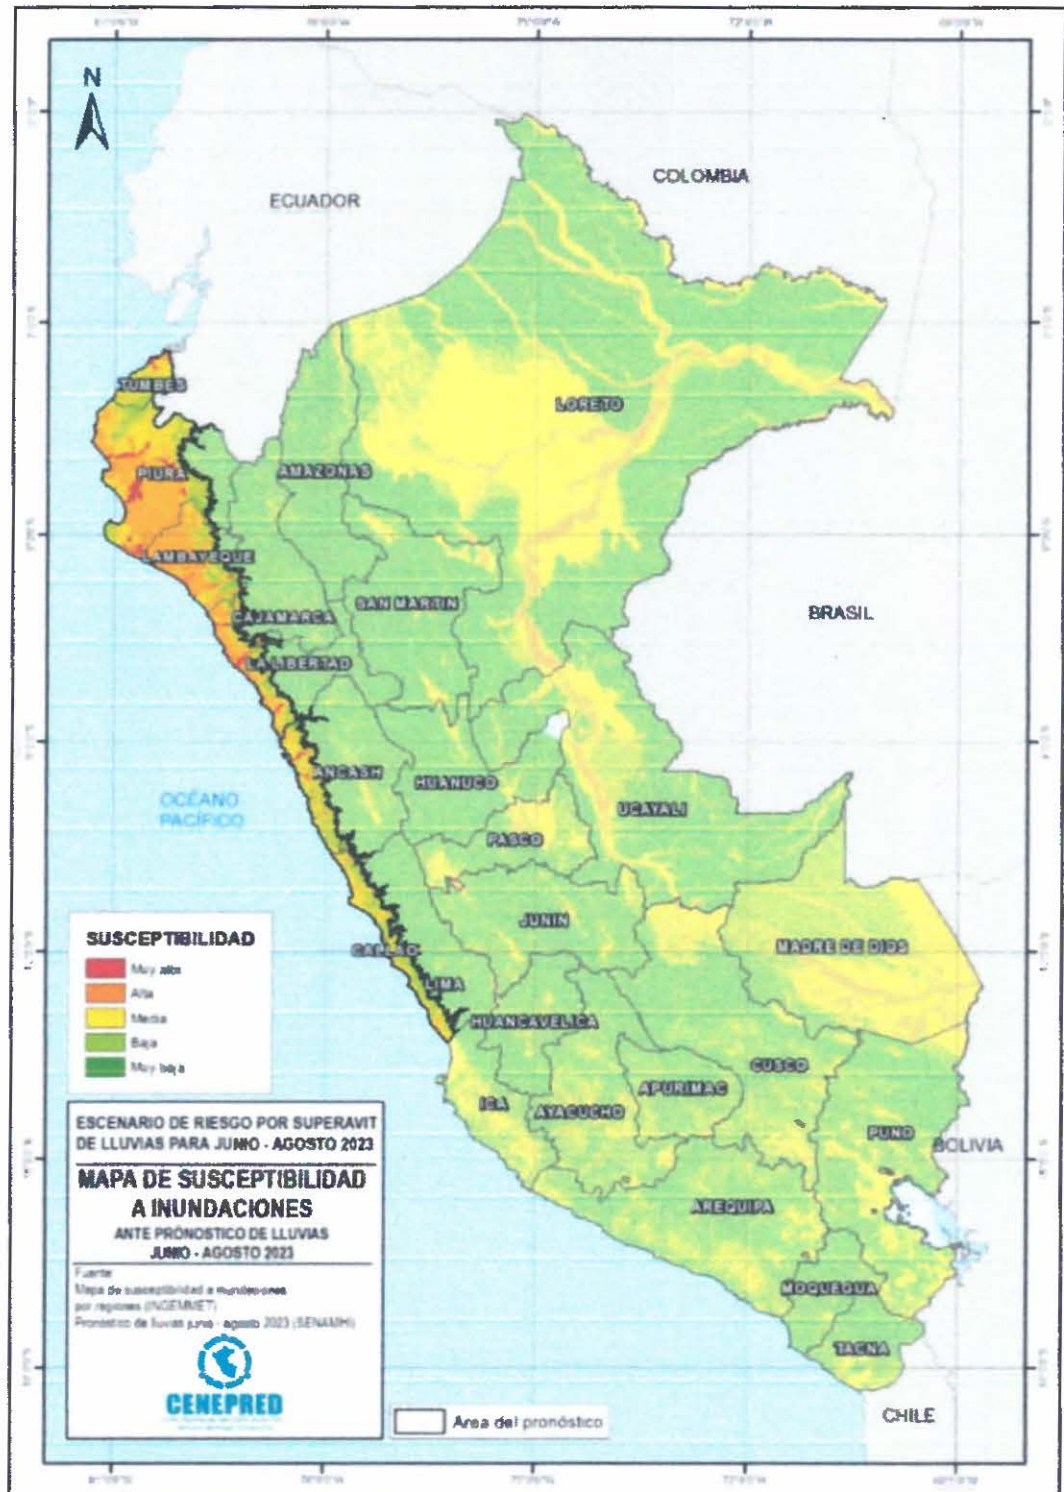 N
ECUADOR
COLOMBIA
TUMBES
LORETO
PIURA
AMAZONAS
LAMBAYEQUE
SAN MARTIN
CAJAMARCA
BRASIL
LA LIBERTAD
ANCASH
HUANUCO
OCÉANO
PACÍFICO
UCAYALI
PASCO
JUNIN
MADRE DE DIOS
CALLAO
LIMA
HUANCAVELICA
CUSCO
APURIMAC
ICA
AYACUCHO
PUNO
BOLIVIA
AREQUIPA
MOQUEGUA
TACNA
CHILE
SUSCEPTIBILIDAD
Muy alta
Alta
Media
Baja
Muy baja
ESCENARIO DE RIESGO POR SUPERAVIT
DE LLUVIAS PARA JUNIO - AGOSTO 2023
MAPA DE SUSCEPTIBILIDAD
A INUNDACIONES
ANTE PRÓNOSTICO DE LLUVIAS
JUNIO - AGOSTO 2023
Fuente:
Mapa de susceptibilidad a inundaciones
por regiones (INGEMMET)
Pronóstico de lluvias junio - agosto 2023 (SENAMHI)
CENEPRED
Area del pronóstico